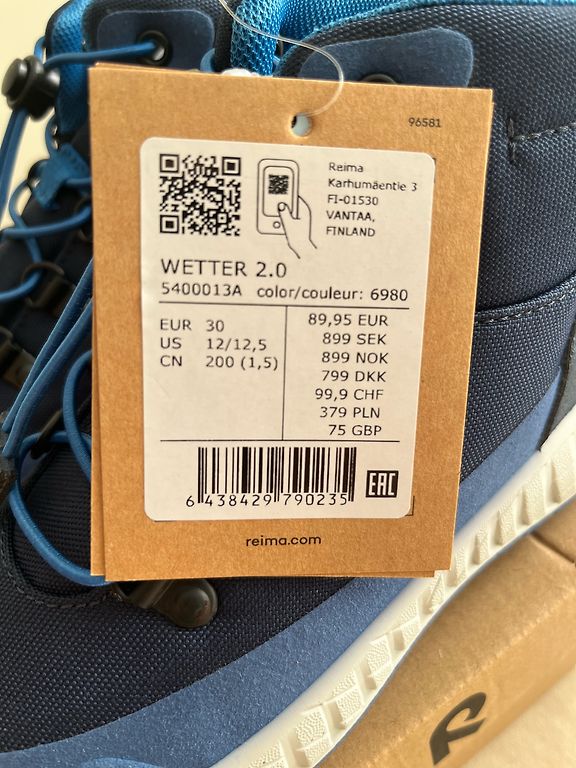 96581
Reima
Karhumäentie 3
FI-01530
VANTAA,
FINLAND
WETTER 2.0
5400013A color/couleur: 6980
EUR 30
US 12/12,5
CN 200 (1,5)
89,95 EUR
899 SEK
899 NOK
799 DKK
99,9 CHF
379 PLN
75 GBP
6 438429 790235
EAC
reima.com